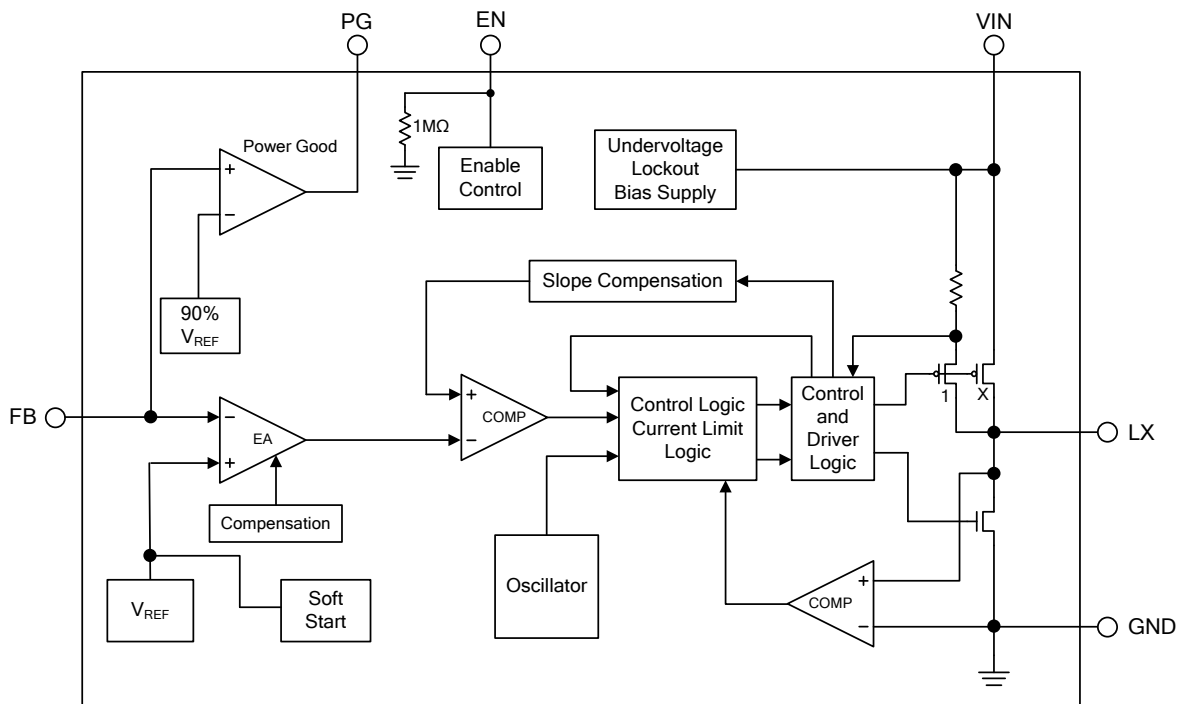 PG
EN
VIN
1MΩ
Power Good
+
−
Enable
Control
Undervoltage
Lockout
Bias Supply
90%
VREF
Slope Compensation
FB
−
EA
+
+
COMP
−
Control Logic
Current Limit
Logic
Control
and
Driver
Logic
1
X
LX
Compensation
Oscillator
VREF
Soft
Start
COMP
+
−
GND